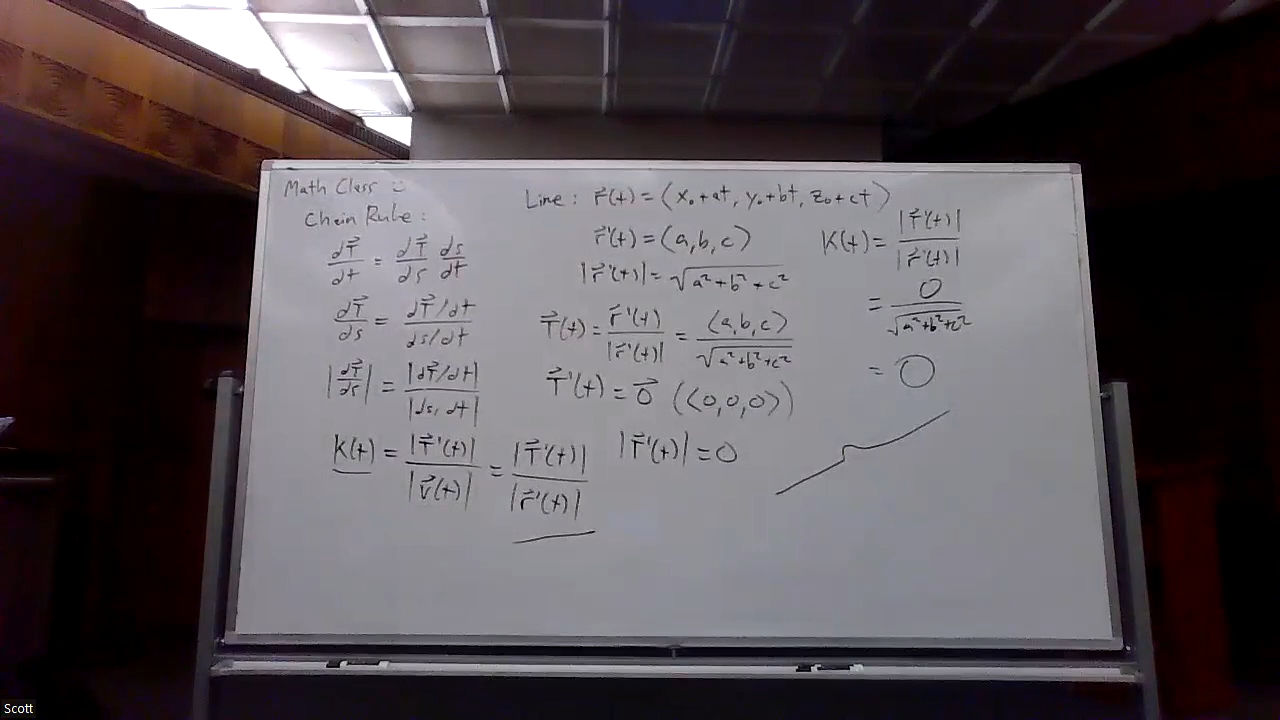 Math Class :)
Chain Rule:
dT⃗/dt = dT⃗/ds ds/dt
dT⃗/ds = (dT⃗/dt)/(ds/dt)
|dT⃗/ds| = |dT⃗/dt|/|ds/dt|
K(t) = |T⃗'(t)|/|v⃗(t)| = |T⃗'(t)|/|r⃗'(t)|
Line: r⃗(t) = ⟨x₀+at, y₀+bt, z₀+ct⟩
r⃗'(t) = ⟨a,b,c⟩
|r⃗'(t)| = √(a²+b²+c²)
T⃗(t) = r⃗'(t)/|r⃗'(t)| = ⟨a,b,c⟩/√(a²+b²+c²)
T⃗'(t) = 0⃗ (⟨0,0,0⟩)
|T⃗'(t)| = 0
K(t) = |T⃗'(t)|/|r⃗'(t)|
= 0/√(a²+b²+c²)
= 0
Scott